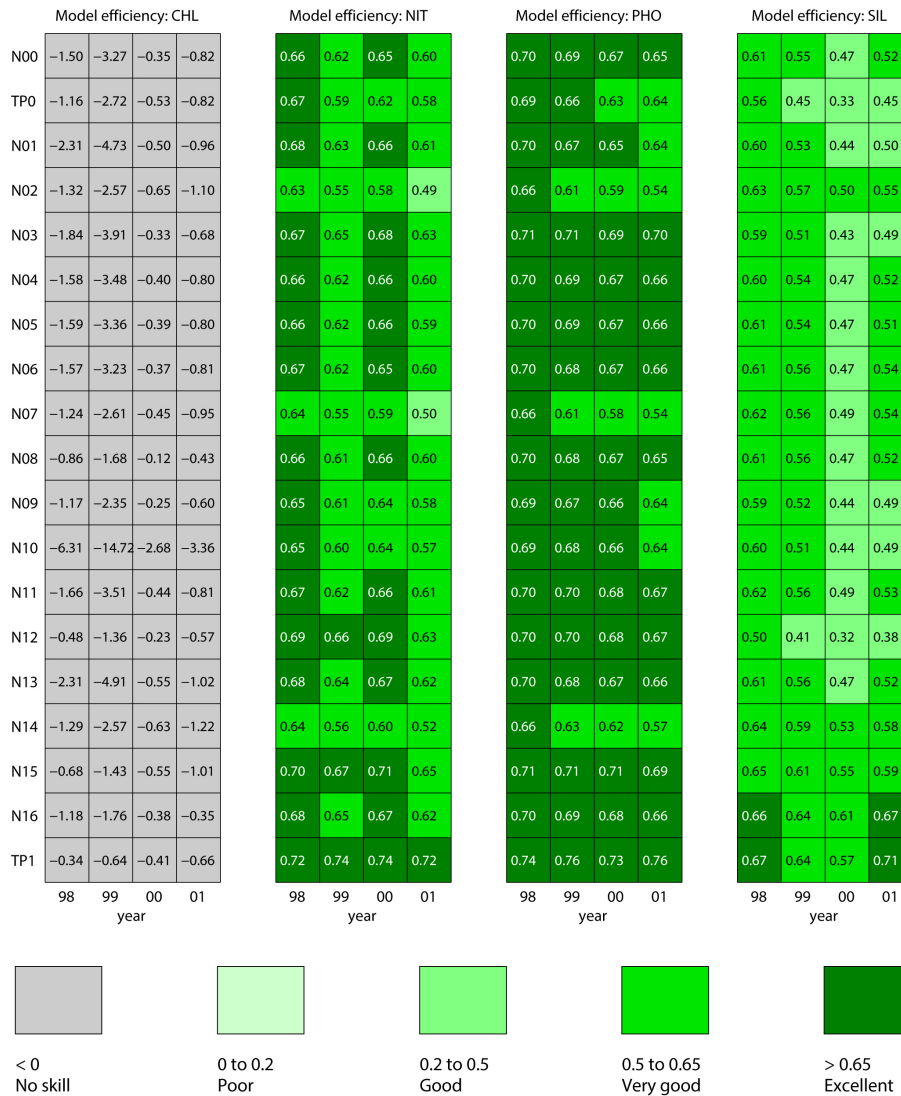 Model efficiency: CHL Model efficiency: NIT Model efficiency: PHO Model efficiency: SIL
N00 −1.50 −3.27 −0.35 −0.82 0.66 0.62 0.65 0.60 0.70 0.69 0.67 0.65 0.61 0.55 0.47 0.52
TP0 −1.16 −2.72 −0.53 −0.82 0.67 0.59 0.62 0.58 0.69 0.66 0.63 0.64 0.56 0.45 0.33 0.45
N01 −2.31 −4.73 −0.50 −0.96 0.68 0.63 0.66 0.61 0.70 0.67 0.65 0.64 0.60 0.53 0.44 0.50
N02 −1.32 −2.57 −0.65 −1.10 0.63 0.55 0.58 0.49 0.66 0.61 0.59 0.54 0.63 0.57 0.50 0.55
N03 −1.84 −3.91 −0.33 −0.68 0.67 0.65 0.68 0.63 0.71 0.71 0.69 0.70 0.59 0.51 0.43 0.49
N04 −1.58 −3.48 −0.40 −0.80 0.66 0.62 0.66 0.60 0.70 0.69 0.67 0.66 0.60 0.54 0.47 0.52
N05 −1.59 −3.36 −0.39 −0.80 0.66 0.62 0.66 0.59 0.70 0.69 0.67 0.66 0.61 0.54 0.47 0.51
N06 −1.57 −3.23 −0.37 −0.81 0.67 0.62 0.65 0.60 0.70 0.68 0.67 0.66 0.61 0.56 0.47 0.54
N07 −1.24 −2.61 −0.45 −0.95 0.64 0.55 0.59 0.50 0.66 0.61 0.58 0.54 0.62 0.56 0.49 0.54
N08 −0.86 −1.68 −0.12 −0.43 0.66 0.61 0.66 0.60 0.70 0.68 0.67 0.65 0.61 0.56 0.47 0.52
N09 −1.17 −2.35 −0.25 −0.60 0.65 0.61 0.64 0.58 0.69 0.67 0.66 0.64 0.59 0.52 0.44 0.49
N10 −6.31 −14.72 −2.68 −3.36 0.65 0.60 0.64 0.57 0.69 0.68 0.66 0.64 0.60 0.51 0.44 0.49
N11 −1.66 −3.51 −0.44 −0.81 0.67 0.62 0.66 0.61 0.70 0.70 0.68 0.67 0.62 0.56 0.49 0.53
N12 −0.48 −1.36 −0.23 −0.57 0.69 0.66 0.69 0.63 0.70 0.70 0.68 0.67 0.50 0.41 0.32 0.38
N13 −2.31 −4.91 −0.55 −1.02 0.68 0.64 0.67 0.62 0.70 0.68 0.67 0.66 0.61 0.56 0.47 0.52
N14 −1.29 −2.57 −0.63 −1.22 0.64 0.56 0.60 0.52 0.66 0.63 0.62 0.57 0.64 0.59 0.53 0.58
N15 −0.68 −1.43 −0.55 −1.01 0.70 0.67 0.71 0.65 0.71 0.71 0.71 0.69 0.65 0.61 0.55 0.59
N16 −1.18 −1.76 −0.38 −0.35 0.68 0.65 0.67 0.62 0.70 0.69 0.68 0.66 0.66 0.64 0.61 0.67
TP1 −0.34 −0.64 −0.41 −0.66 0.72 0.74 0.74 0.72 0.74 0.76 0.73 0.76 0.67 0.64 0.57 0.71
98 99 00 01 98 99 00 01 98 99 00 01 98 99 00 01
year year year year
< 0 0 to 0.2 0.2 to 0.5 0.5 to 0.65 > 0.65
No skill Poor Good Very good Excellent